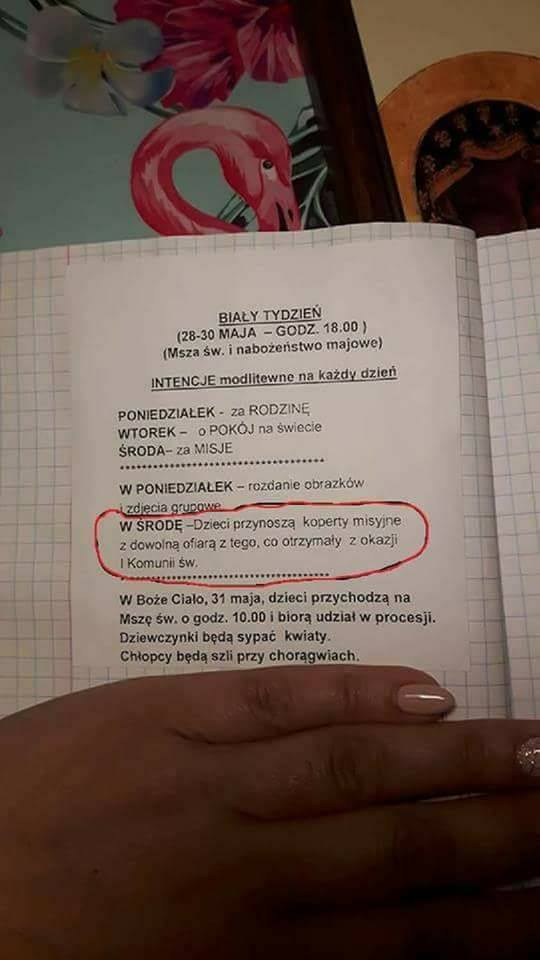 BIAŁY TYDZIEŃ
(28-30 MAJA – GODZ. 18.00 )
(Msza św. i nabożeństwo majowe)
INTENCJE modlitewne na każdy dzień
PONIEDZIAŁEK - za RODZINĘ
WTOREK – o POKÓJ na świecie
ŚRODA– za MISJE
***********************************
W PONIEDZIAŁEK – rozdanie obrazków
i zdjęcia grupowe
W ŚRODĘ –Dzieci przynoszą koperty misyjne
z dowolną ofiarą z tego, co otrzymały z okazji
I Komunii św.
************************************
W Boże Ciało, 31 maja, dzieci przychodzą na
Mszę św. o godz. 10.00 i biorą udział w procesji.
Dziewczynki będą sypać kwiaty.
Chłopcy będą szli przy chorągwiach.